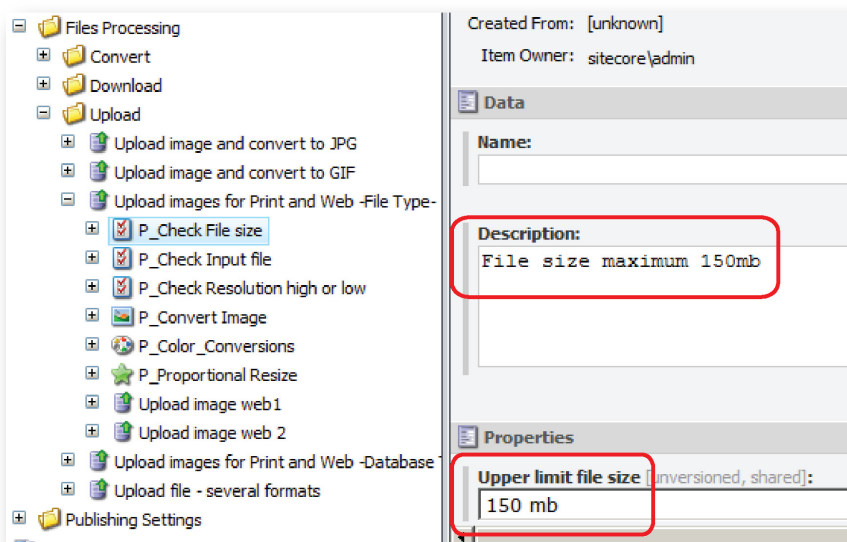 Files Processing
Convert
Download
Upload
Upload image and convert to JPG
Upload image and convert to GIF
Upload images for Print and Web -File Type-
P_Check File size
P_Check Input file
P_Check Resolution high or low
P_Convert Image
P_Color_Conversions
P_Proportional Resize
Upload image web1
Upload image web 2
Upload images for Print and Web -Database
Upload file - several formats
Publishing Settings
Created From: [unknown]
Item Owner: sitecore\admin
Data
Name:
Description:
File size maximum 150mb
Properties
Upper limit file size [unversioned, shared]:
150 mb